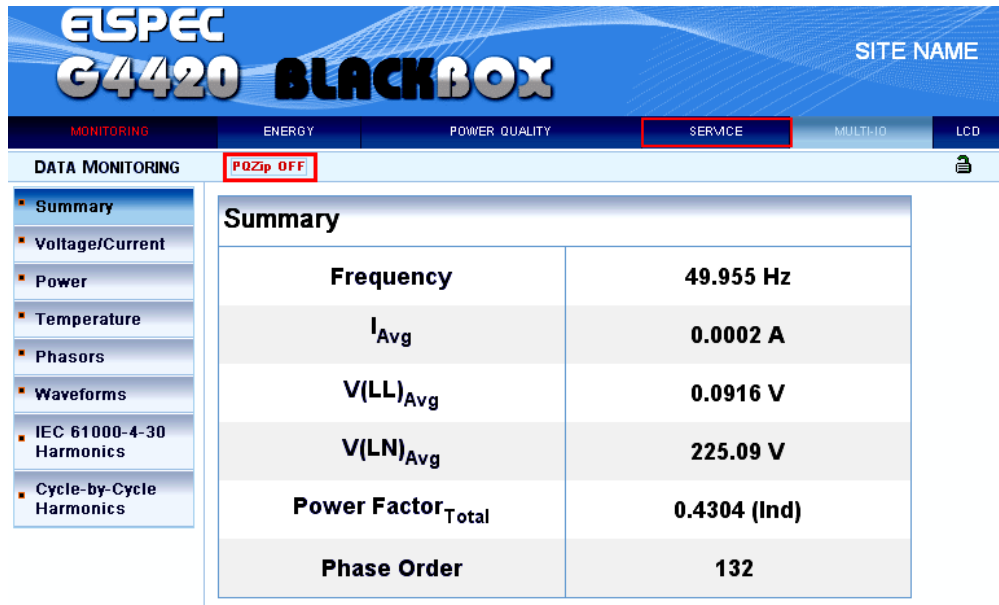 ELSPEC
G4420 BLACKBOX
SITE NAME
MONITORING ENERGY POWER QUALITY SERVICE MULTI-IO LCD
DATA MONITORING PQZip OFF
Summary
Voltage/Current
Power
Temperature
Phasors
Waveforms
IEC 61000-4-30
Harmonics
Cycle-by-Cycle
Harmonics
Summary
Frequency 49.955 Hz
IAvg 0.0002 A
V(LL)Avg 0.0916 V
V(LN)Avg 225.09 V
Power FactorTotal 0.4304 (Ind)
Phase Order 132